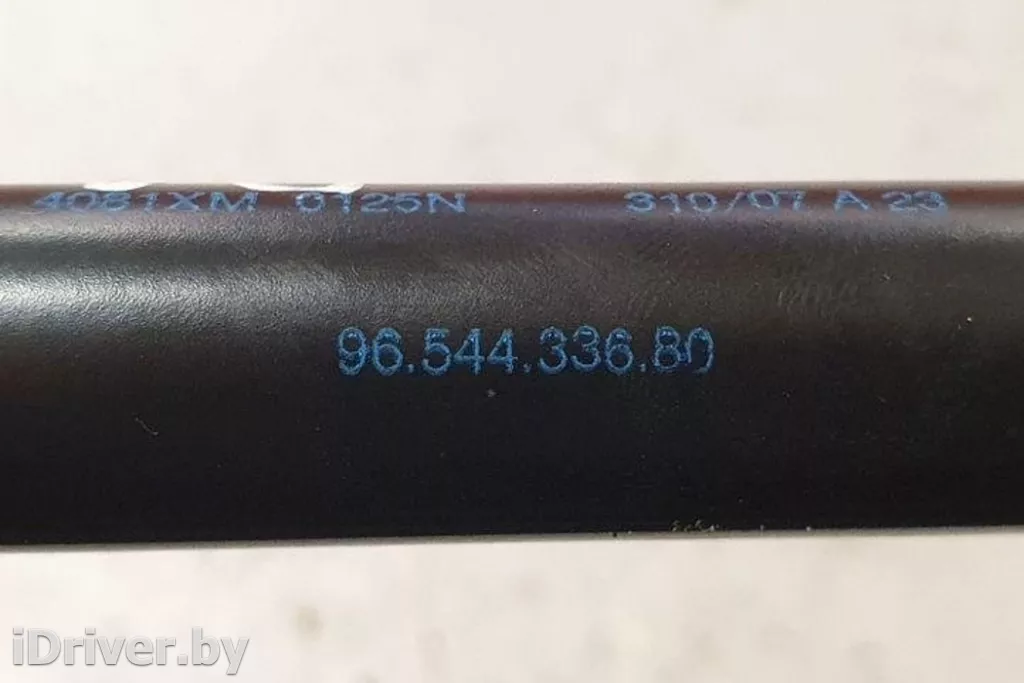 4081XM 0125N 310/07 A 23
96.544.336.80
iDriver.by